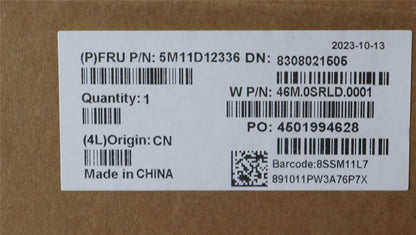 2023-10-13
(P)FRU P/N: 5M11D12336 DN: 8308021505
W P/N: 46M.0SRLD.0001
Quantity: 1
PO: 4501994628
(4L)Origin: CN
Barcode:8SSM11L7
Made in CHINA
891011PW3A76P7X